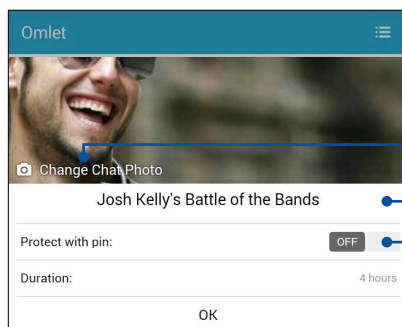 Omlet
Change Chat Photo
Josh Kelly's Battle of the Bands
Protect with pin:
OFF
Duration:
4 hours
OK